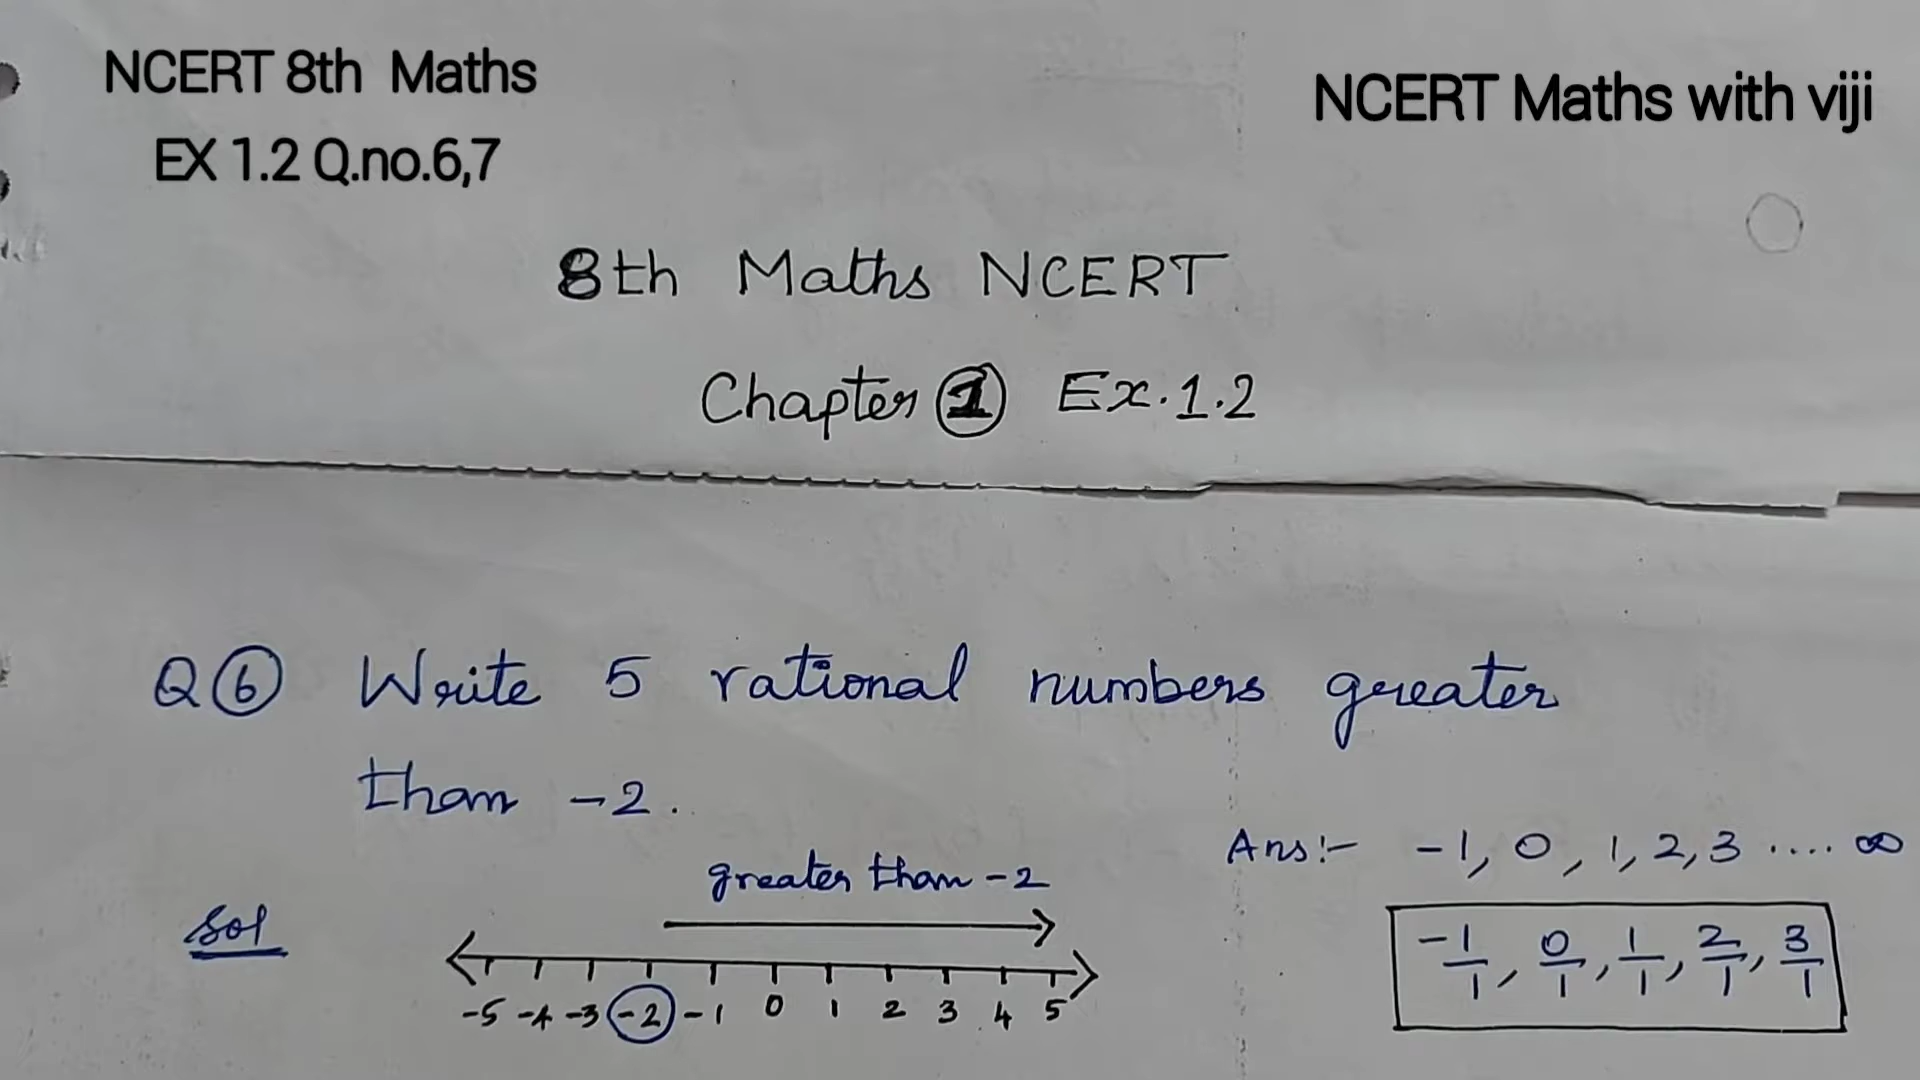 NCERT 8th Maths
EX 1.2 Q.no.6,7
NCERT Maths with viji
8th Maths NCERT
Chapter 1 Ex.1.2
Q 6 Write 5 rational numbers greater
than -2.
Ans:- -1, 0, 1, 2, 3 .... ∞
greater than -2
Sol
-5 -4 -3 -2 -1 0 1 2 3 4 5
-1/1, 0/1, 1/1, 2/1, 3/1